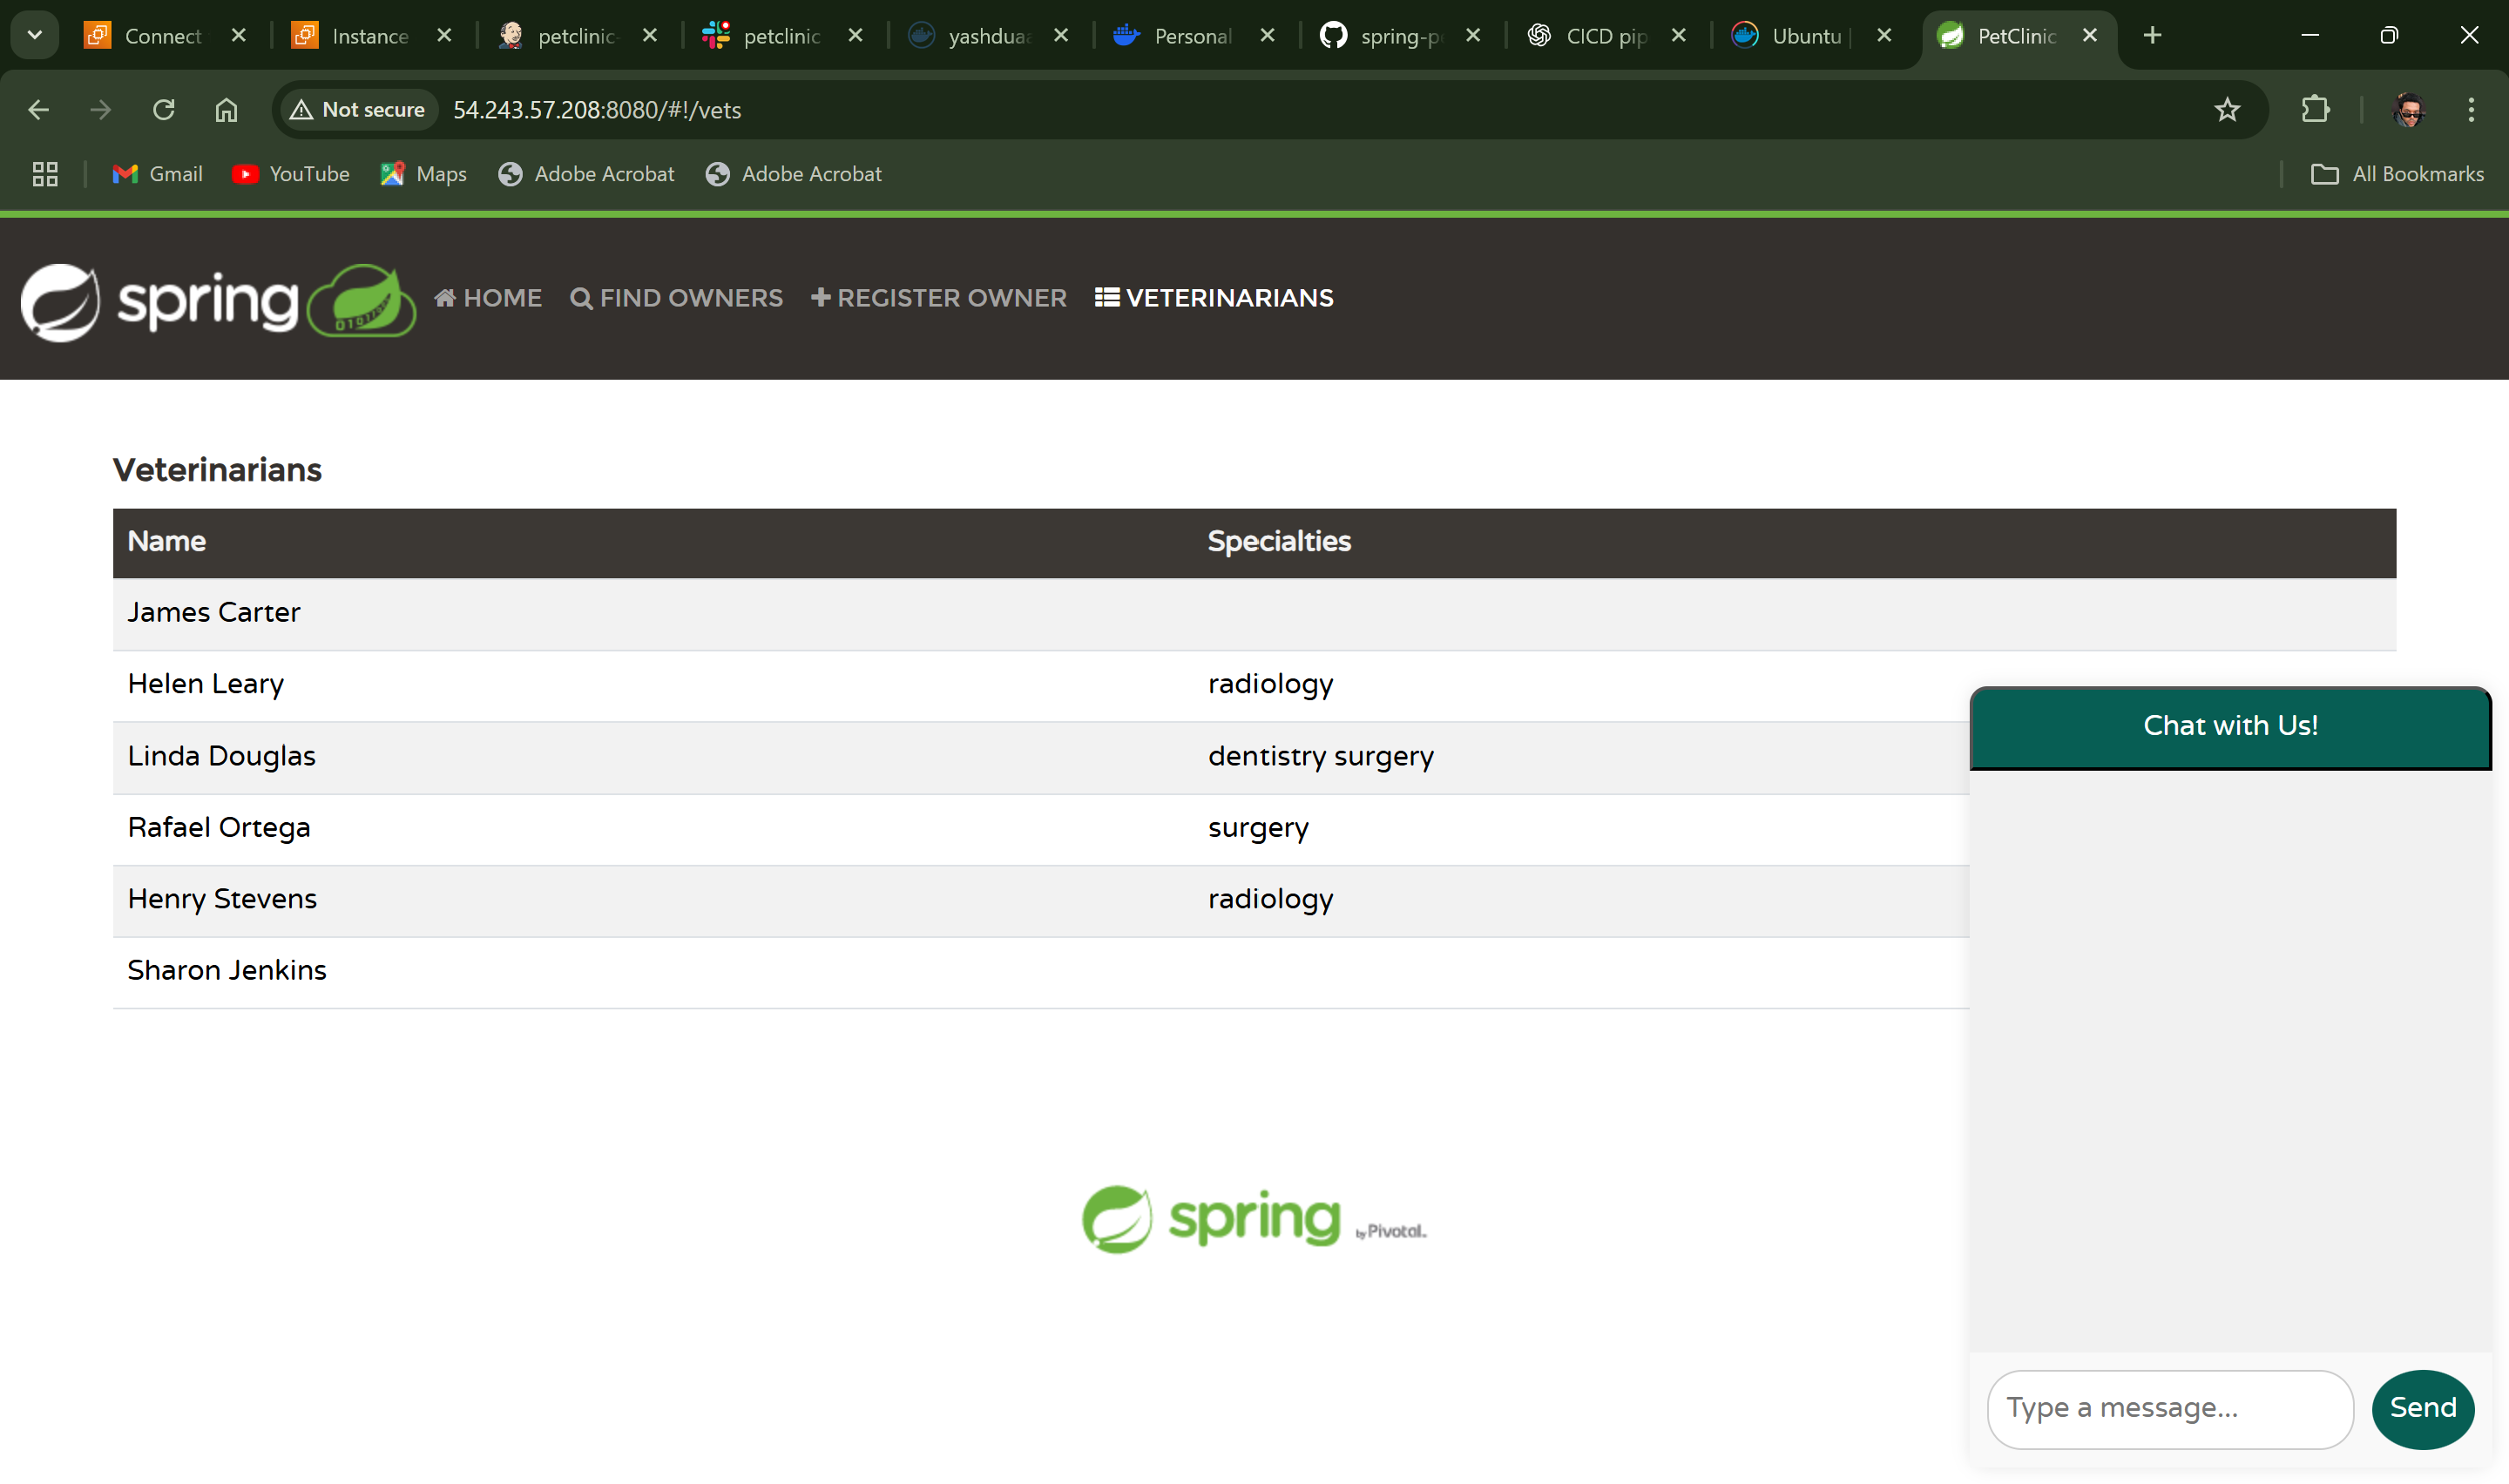 Connect
Instance
petclinic-
petclinic
yashdua
Personal
spring-p
CICD pip
Ubuntu |
PetClinic
Not secure
54.243.57.208:8080/#!/vets
Gmail
YouTube
Maps
Adobe Acrobat
Adobe Acrobat
All Bookmarks
spring
HOME
FIND OWNERS
REGISTER OWNER
VETERINARIANS
Veterinarians
Name Specialties
James Carter
Helen Leary radiology
Linda Douglas dentistry surgery
Rafael Ortega surgery
Henry Stevens radiology
Sharon Jenkins
Chat with Us!
Type a message...
Send
spring by Pivotal.